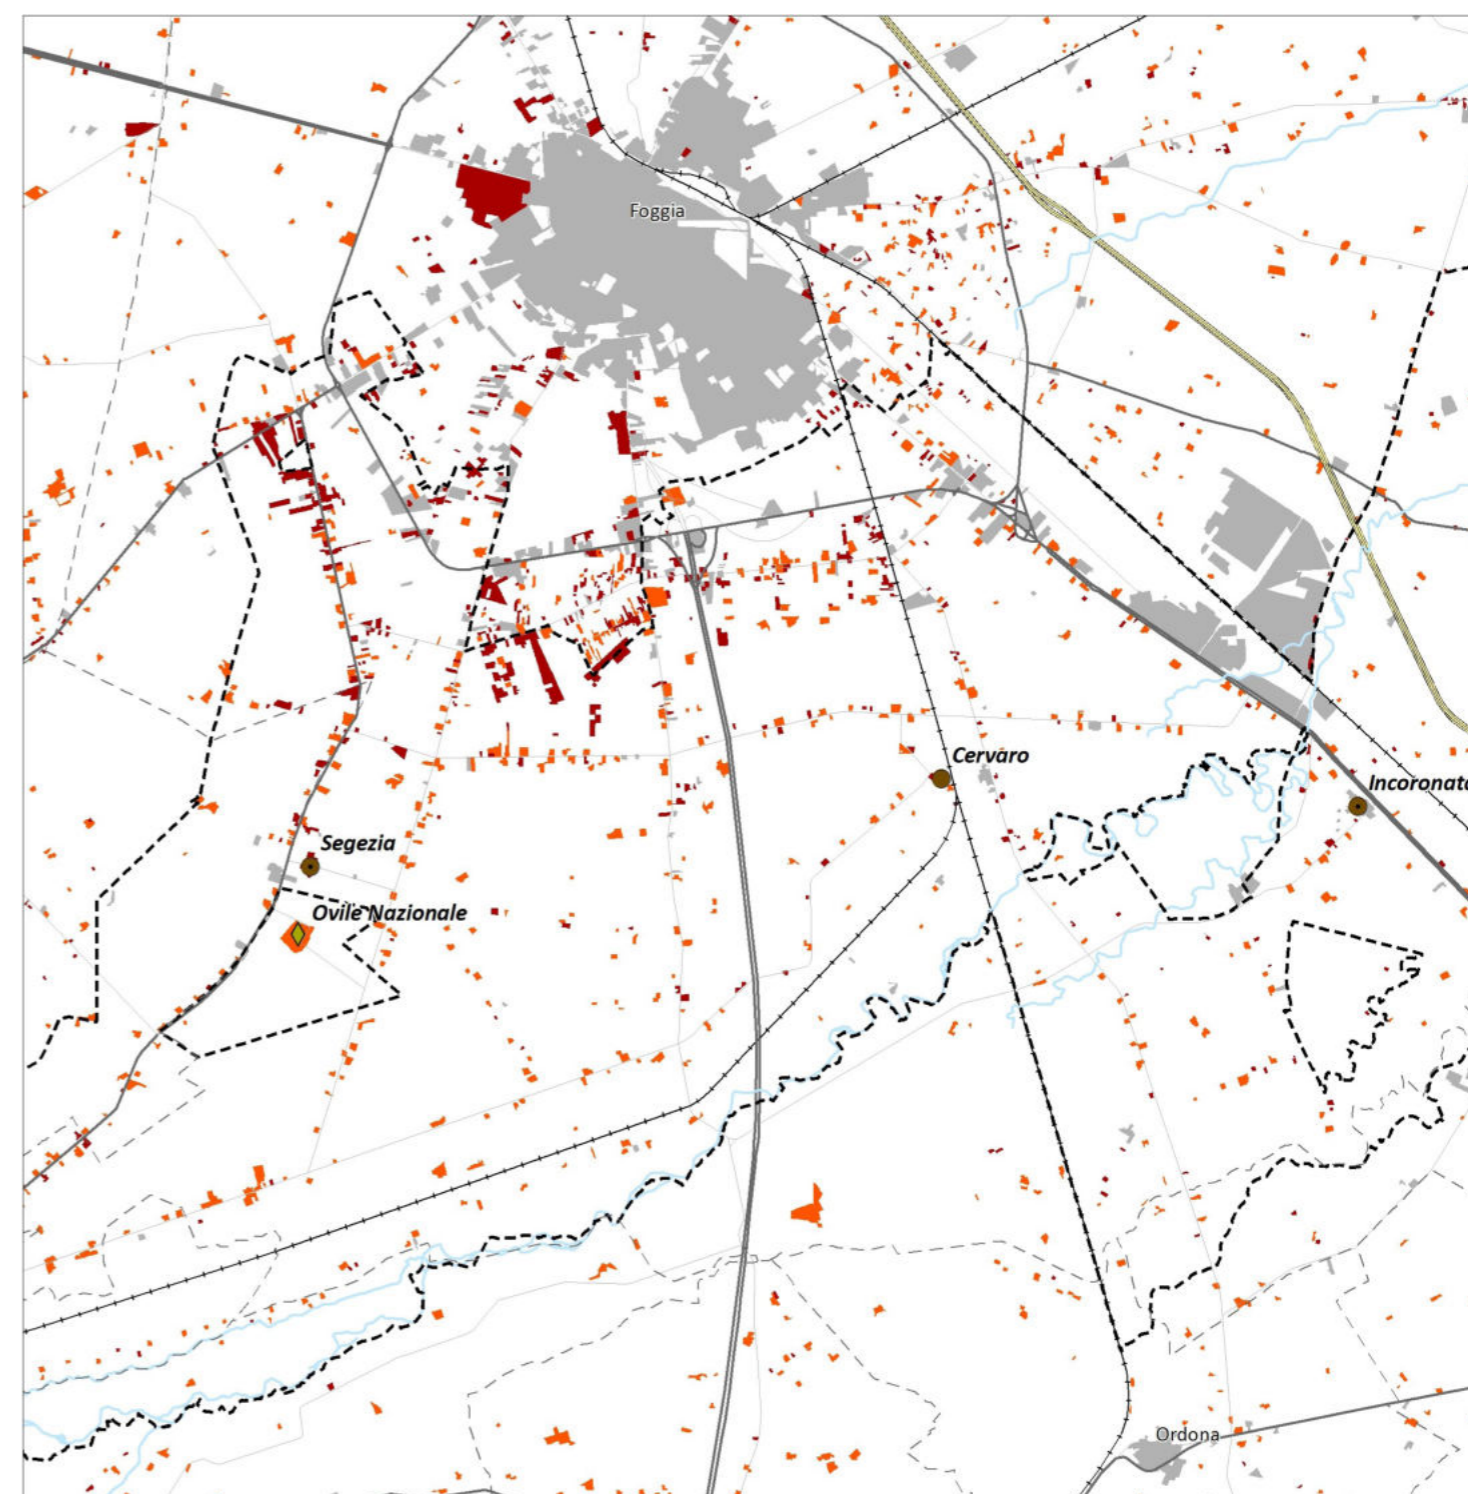 Foggia
Cervaro
Incoronata
Segezia
Ovile Nazionale
Ordona